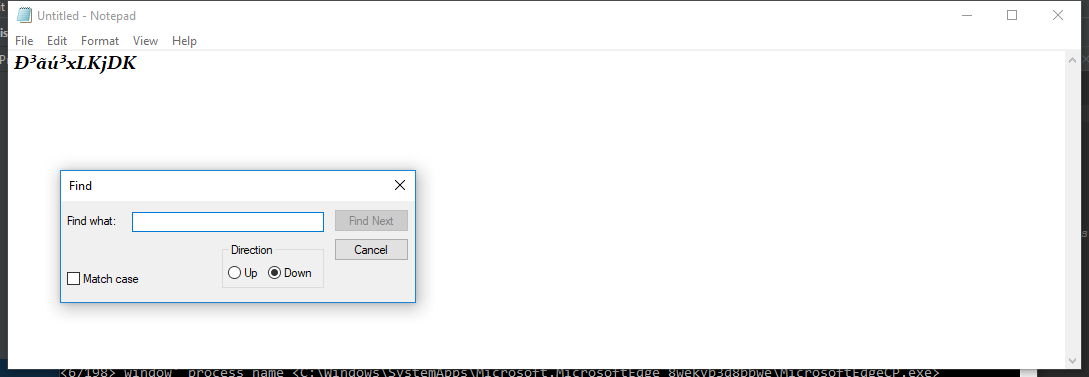 Untitled - Notepad
File Edit Format View Help
Ð³ãú³xLKjDK
Find
Find what:
Find Next
Direction
Cancel
Up Down
Match case
<6/198> window' process name <C:\Windows\SystemApps\Microsoft.MicrosoftEdge_8wekyb3d8bbwe\MicrosoftEdgeCP.exe>